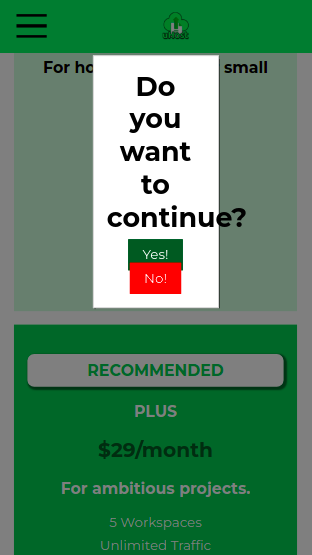 For ho small
Do
you
want
to
continue?
Yes!
No!
RECOMMENDED
PLUS
$29/month
For ambitious projects.
5 Workspaces
Unlimited Traffic